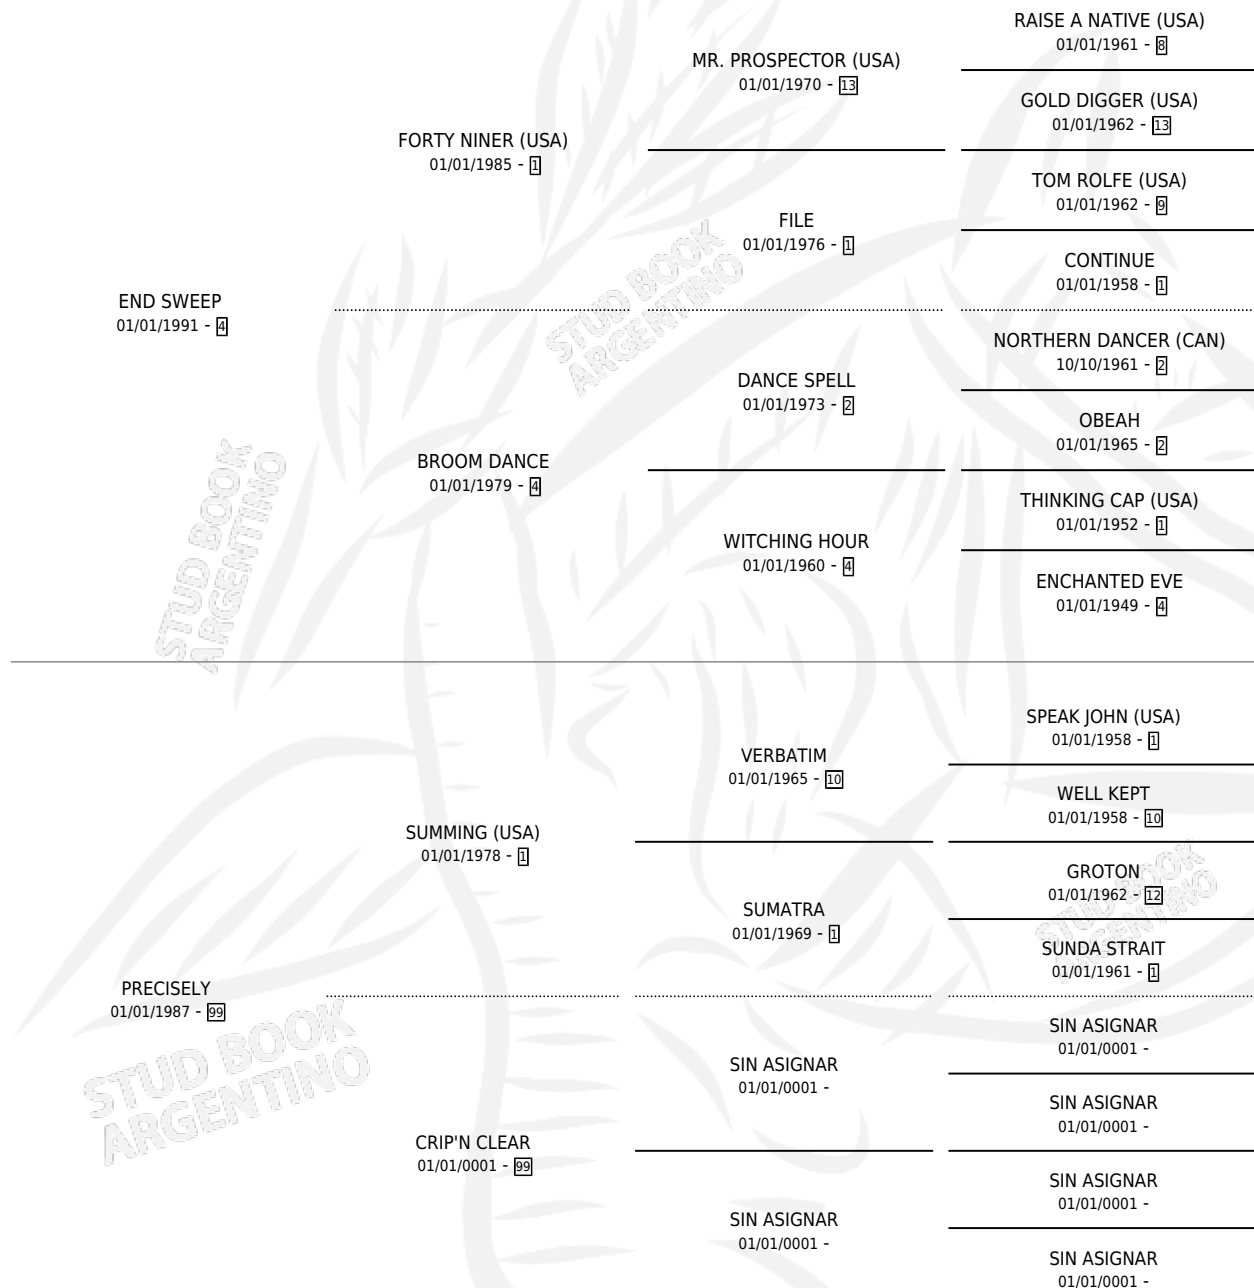 RAISE A NATIVE (USA)
01/01/1961 - 8
MR. PROSPECTOR (USA)
01/01/1970 - 13
GOLD DIGGER (USA)
01/01/1962 - 13
FORTY NINER (USA)
01/01/1985 - 1
TOM ROLFE (USA)
01/01/1962 - 9
FILE
01/01/1976 - 1
CONTINUE
01/01/1958 - 1
END SWEEP
01/01/1991 - 4
NORTHERN DANCER (CAN)
10/10/1961 - 2
DANCE SPELL
01/01/1973 - 2
OBEAH
01/01/1965 - 2
BROOM DANCE
01/01/1979 - 4
THINKING CAP (USA)
01/01/1952 - 1
WITCHING HOUR
01/01/1960 - 4
ENCHANTED EVE
01/01/1949 - 4
STUD BOOK
ARGENTINO
STUD BOOK
ARGENTINO
SPEAK JOHN (USA)
01/01/1958 - 1
VERBATIM
01/01/1965 - 10
WELL KEPT
01/01/1958 - 10
SUMMING (USA)
01/01/1978 - 1
GROTON
01/01/1962 - 12
SUMATRA
01/01/1969 - 1
SUNDA STRAIT
01/01/1961 - 1
STUD BOOK
ARGENTINO
PRECISELY
01/01/1987 - 99
SIN ASIGNAR
01/01/0001 -
SIN ASIGNAR
01/01/0001 -
SIN ASIGNAR
01/01/0001 -
CRIP'N CLEAR
01/01/0001 - 99
SIN ASIGNAR
01/01/0001 -
SIN ASIGNAR
01/01/0001 -
SIN ASIGNAR
01/01/0001 -
STUD BOOK
ARGENTINO